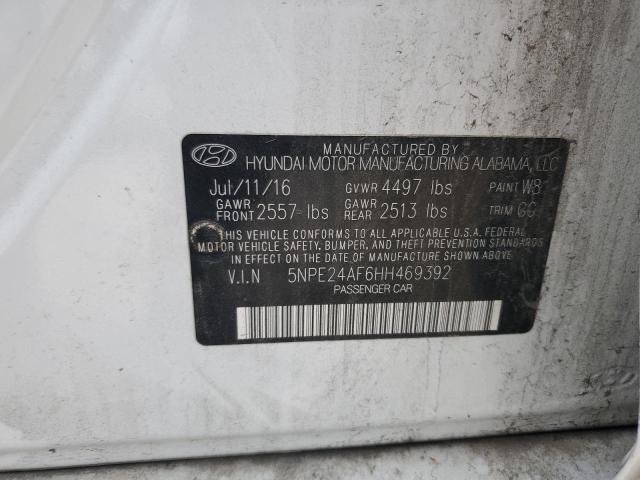 MANUFACTURED BY
HYUNDAI MOTOR MANUFACTURING ALABAMA, LLC
Jul/11/16 GVWR 4497 lbs PAINT W8
GAWR FRONT 2557 lbs GAWR REAR 2513 lbs TRIM GG
THIS VEHICLE CONFORMS TO ALL APPLICABLE U.S.A. FEDERAL
MOTOR VEHICLE SAFETY, BUMPER, AND THEFT PREVENTION STANDARDS
IN EFFECT ON THE DATE OF MANUFACTURE SHOWN ABOVE.
V.I.N 5NPE24AF6HH469392
PASSENGER CAR